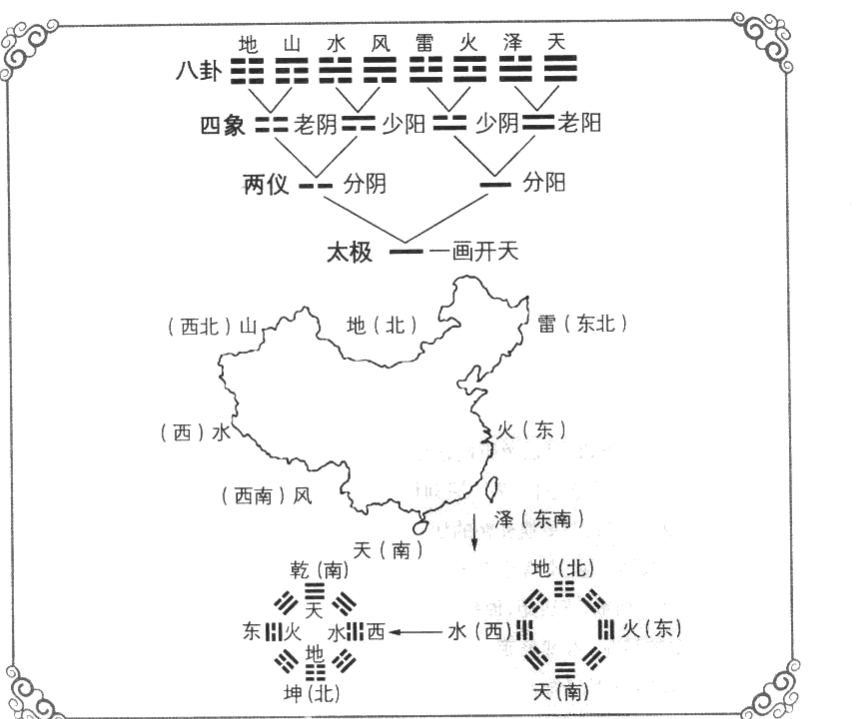 地 山 水 风 雷 火 泽 天
八卦
四象 老阴 少阳 少阴 老阳
两仪 分阴 分阳
太极 一画开天
(西北)山 地(北) 雷(东北)
(西)水 火(东)
(西南)风
泽(东南)
天(南)
乾(南) 地(北)
天
东 火 水 西 水(西) 火(东)
地
坤(北) 天(南)